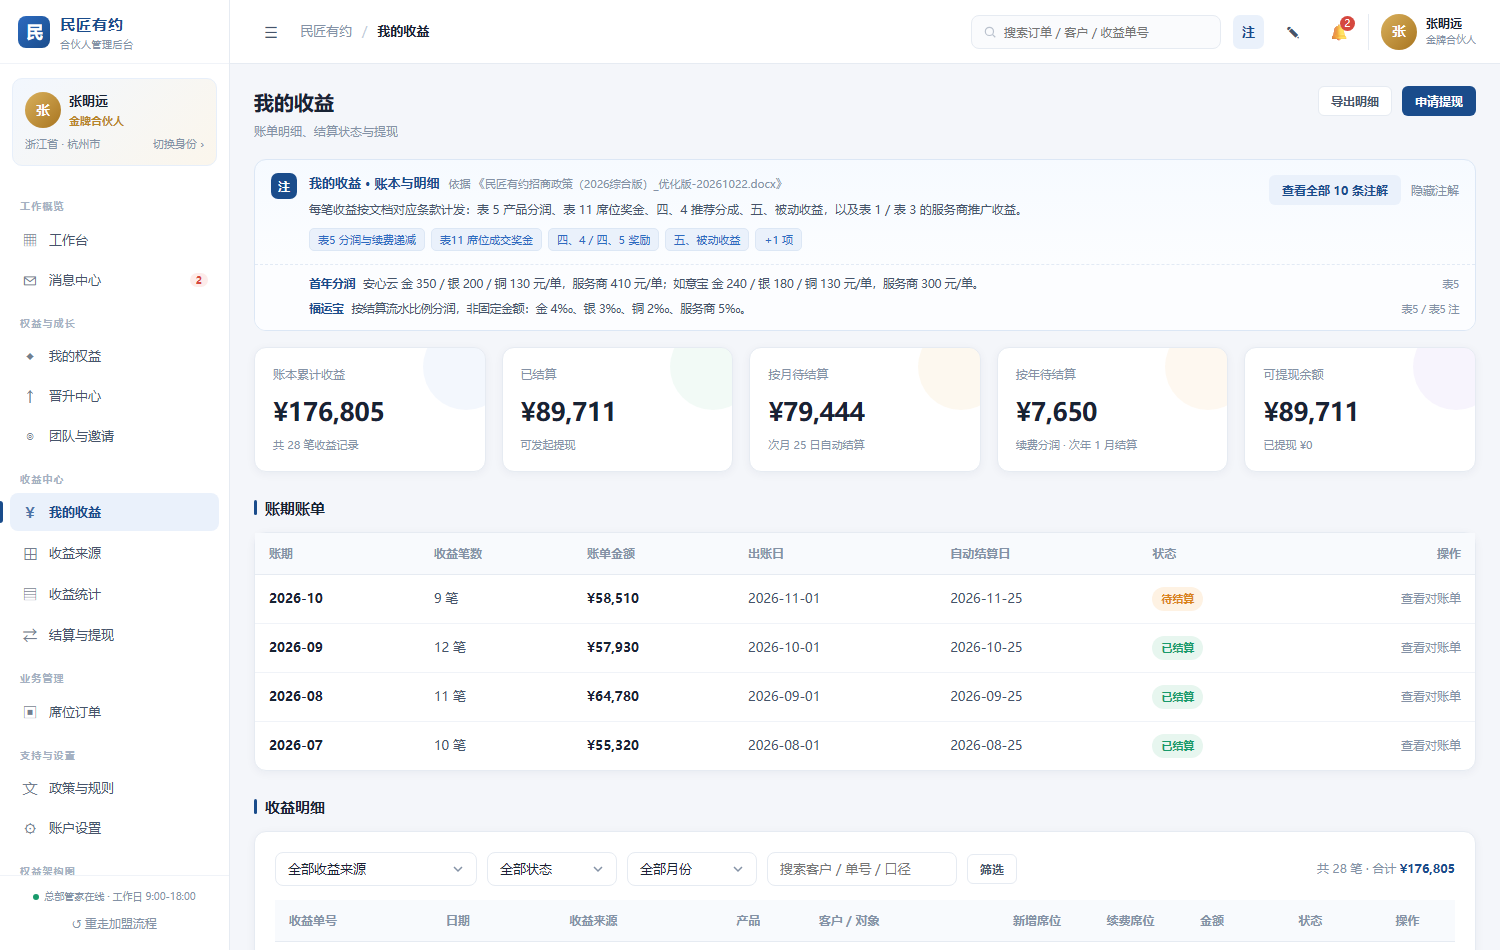 民 民匠有约
合伙人管理后台
民匠有约 / 我的收益
搜索订单 / 客户 / 收益单号
注
2
张 张明远
金牌合伙人
张 张明远
金牌合伙人
浙江省 · 杭州市 切换身份 ›
工作概览
工作台
消息中心 2
权益与成长
我的权益
晋升中心
团队与邀请
收益中心
¥ 我的收益
收益来源
收益统计
结算与提现
业务管理
席位订单
支持与设置
文 政策与规则
账户设置
权益架构图
总部管家在线 · 工作日 9:00-18:00
↺ 重走加盟流程
我的收益
账单明细、结算状态与提现
导出明细 申请提现
注 我的收益 • 账本与明细 依据 《民匠有约招商政策（2026综合版）_优化版-20261022.docx》
查看全部 10 条注解 隐藏注解
每笔收益按文档对应条款计发：表 5 产品分润、表 11 席位奖金、四、4 推荐分成、五、被动收益，以及表 1 / 表 3 的服务商推广收益。
表5 分润与续费递减 表11 席位成交奖金 四、4 / 四、5 奖励 五、被动收益 +1 项
首年分润 安心云 金 350 / 银 200 / 铜 130 元/单，服务商 410 元/单；如意宝 金 240 / 银 180 / 铜 130 元/单，服务商 300 元/单。 表5
福运宝 按结算流水比例分润，非固定金额：金 4‰、银 3‰、铜 2‰、服务商 5‰。 表5 / 表5 注
账本累计收益
¥176,805
共 28 笔收益记录
已结算
¥89,711
可发起提现
按月待结算
¥79,444
次月 25 日自动结算
按年待结算
¥7,650
续费分润 · 次年 1 月结算
可提现余额
¥89,711
已提现 ¥0
账期账单
账期 收益笔数 账单金额 出账日 自动结算日 状态 操作
2026-10 9 笔 ¥58,510 2026-11-01 2026-11-25 待结算 查看对账单
2026-09 12 笔 ¥57,930 2026-10-01 2026-10-25 已结算 查看对账单
2026-08 11 笔 ¥64,780 2026-09-01 2026-09-25 已结算 查看对账单
2026-07 10 笔 ¥55,320 2026-08-01 2026-08-25 已结算 查看对账单
收益明细
全部收益来源 全部状态 全部月份 搜索客户 / 单号 / 口径 筛选 共 28 笔 · 合计 ¥176,805
收益单号 日期 收益来源 产品 客户 / 对象 新增席位 续费席位 金额 状态 操作